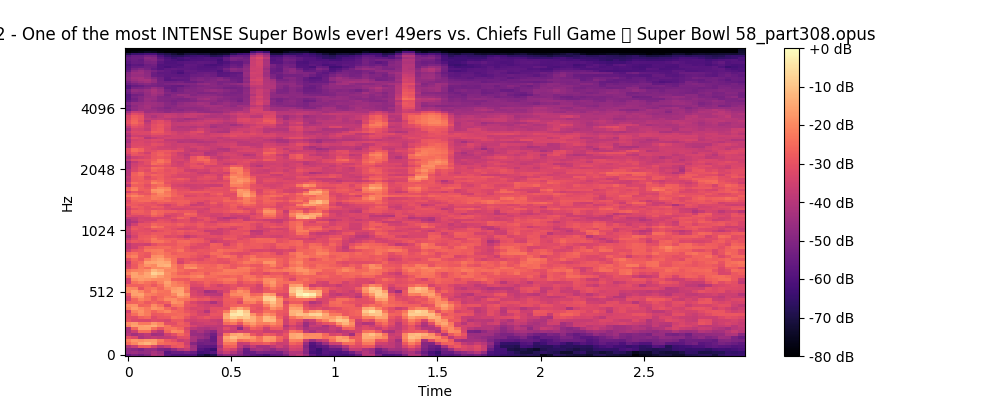 2 - One of the most INTENSE Super Bowls ever! 49ers vs. Chiefs Full Game  Super Bowl 58_part308.opus
+0 dB
-10 dB
-20 dB
-30 dB
-40 dB
-50 dB
-60 dB
-70 dB
-80 dB
4096
2048
1024
512
0
Hz
0
0.5
1
1.5
2
2.5
Time